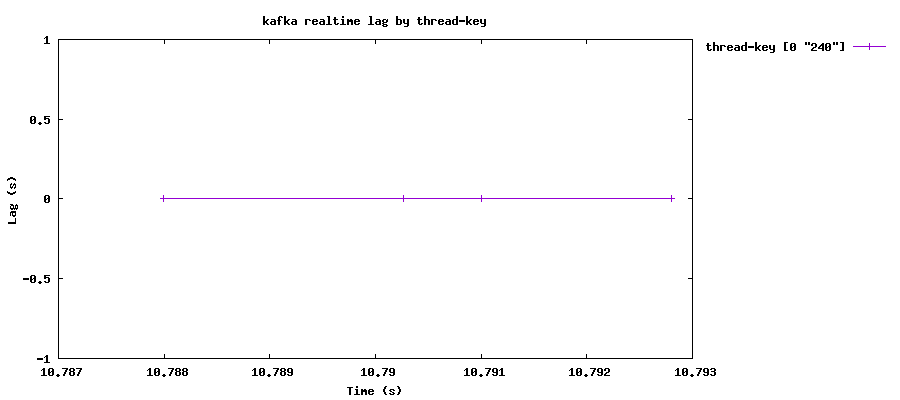 kafka realtime lag by thread-key
thread-key [0 "240"]
1
0.5
0
-0.5
-1
Lag (s)
10.787 10.788 10.789 10.79 10.791 10.792 10.793
Time (s)